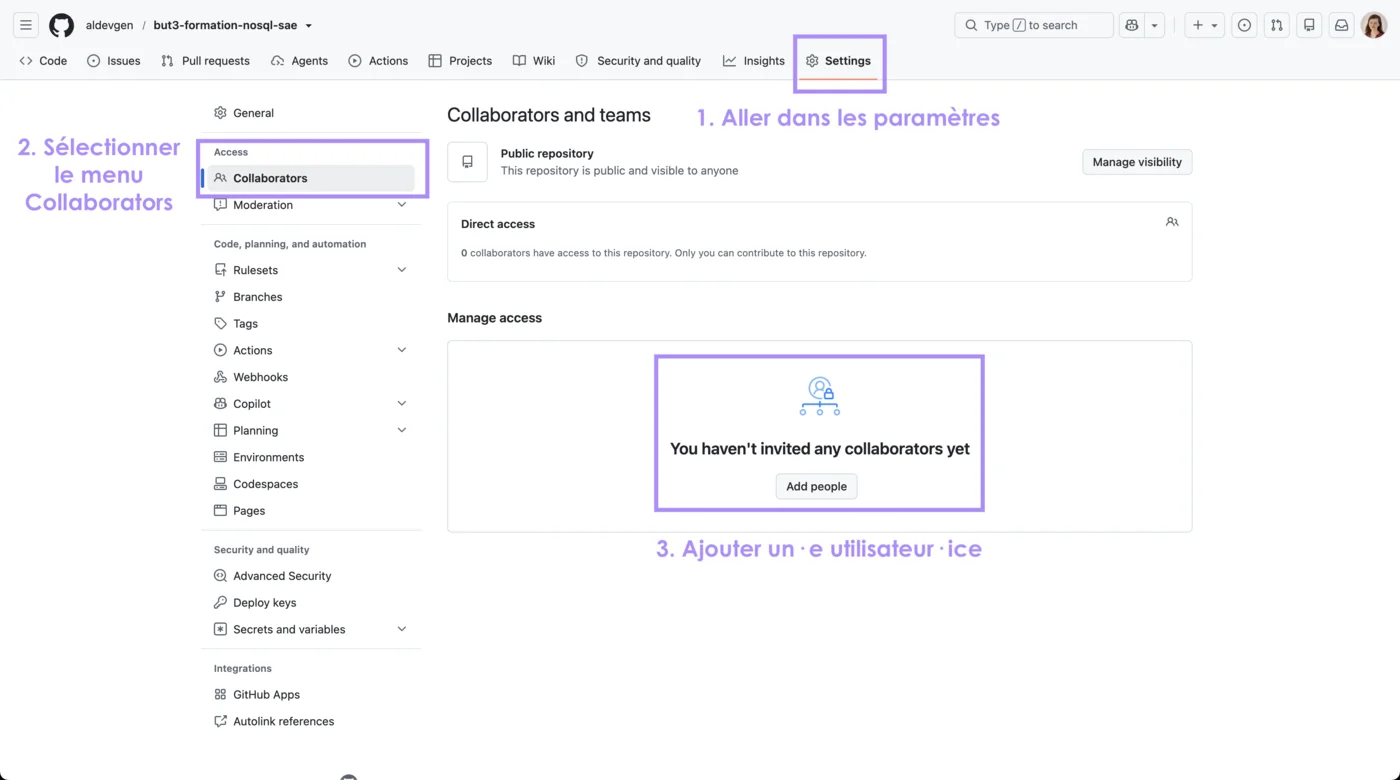 aldevgen / but3-formation-nosql-sae
Type / to search
Code
Issues
Pull requests
Agents
Actions
Projects
Wiki
Security and quality
Insights
Settings
1. Aller dans les paramètres
2. Sélectionner
le menu
Collaborators
General
Access
Collaborators
Moderation
Code, planning, and automation
Rulesets
Branches
Tags
Actions
Webhooks
Copilot
Planning
Environments
Codespaces
Pages
Security and quality
Advanced Security
Deploy keys
Secrets and variables
Integrations
GitHub Apps
Autolink references
Collaborators and teams
Public repository
This repository is public and visible to anyone
Manage visibility
Direct access
0 collaborators have access to this repository. Only you can contribute to this repository.
Manage access
You haven't invited any collaborators yet
Add people
3. Ajouter un·e utilisateur·ice